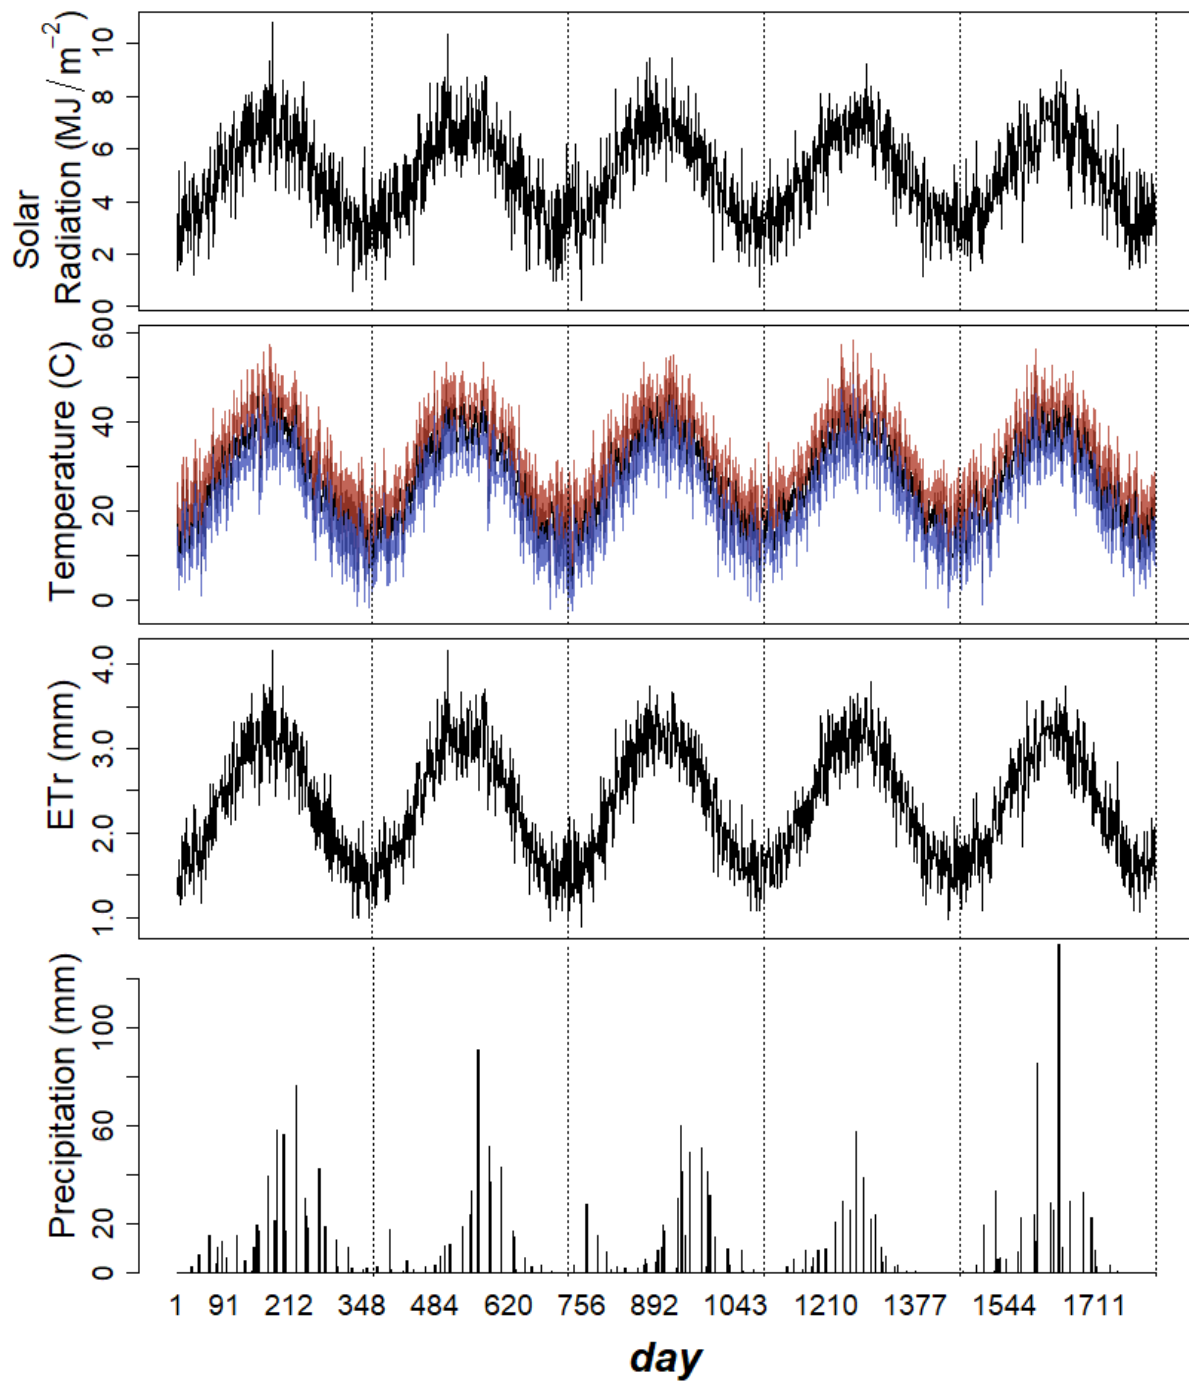 Solar
Radiation (MJ / m⁻²)
0 2 4 6 8 10
Temperature (C)
0 20 40 60
ETr (mm)
1.0 2.0 3.0 4.0
Precipitation (mm)
0 20 60 100
1 91 212 348 484 620 756 892 1043 1210 1377 1544 1711
day